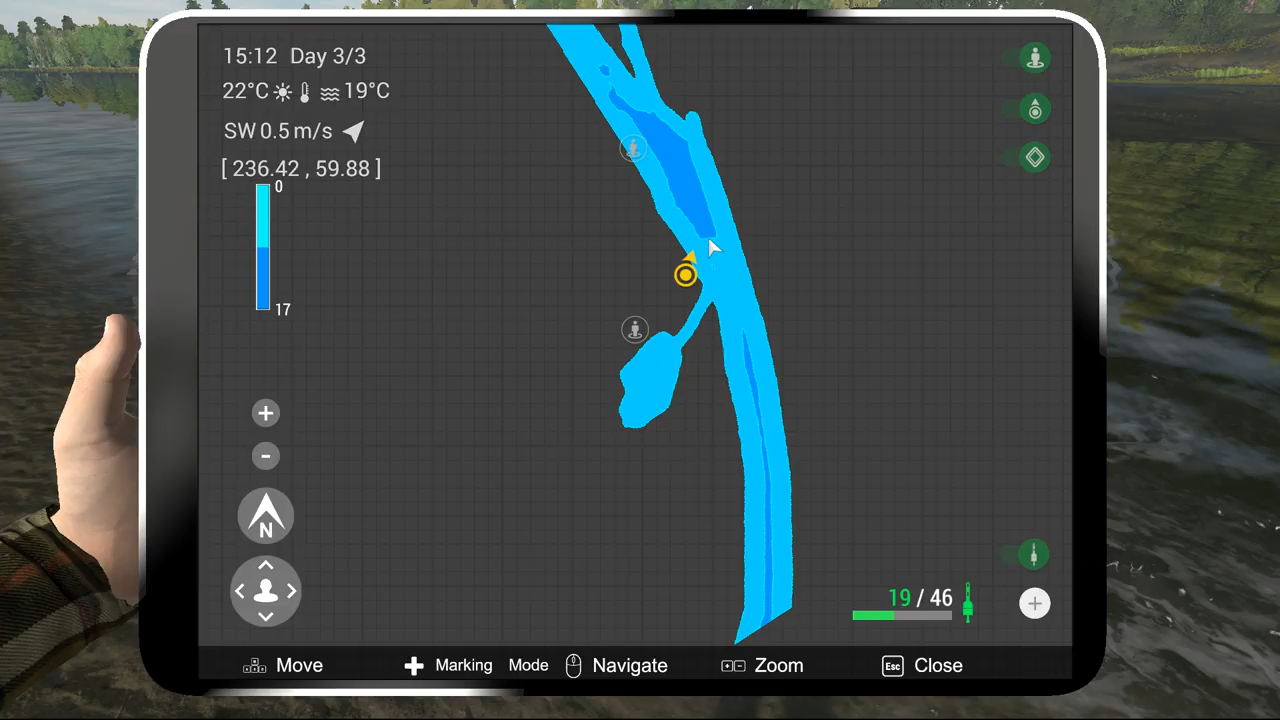 15:12 Day 3/3
22°C 19°C
SW 0.5 m/s
[ 236.42 , 59.88 ]
0
17
+
-
N
19 / 46
Move
Marking Mode
Navigate
Zoom
Esc Close